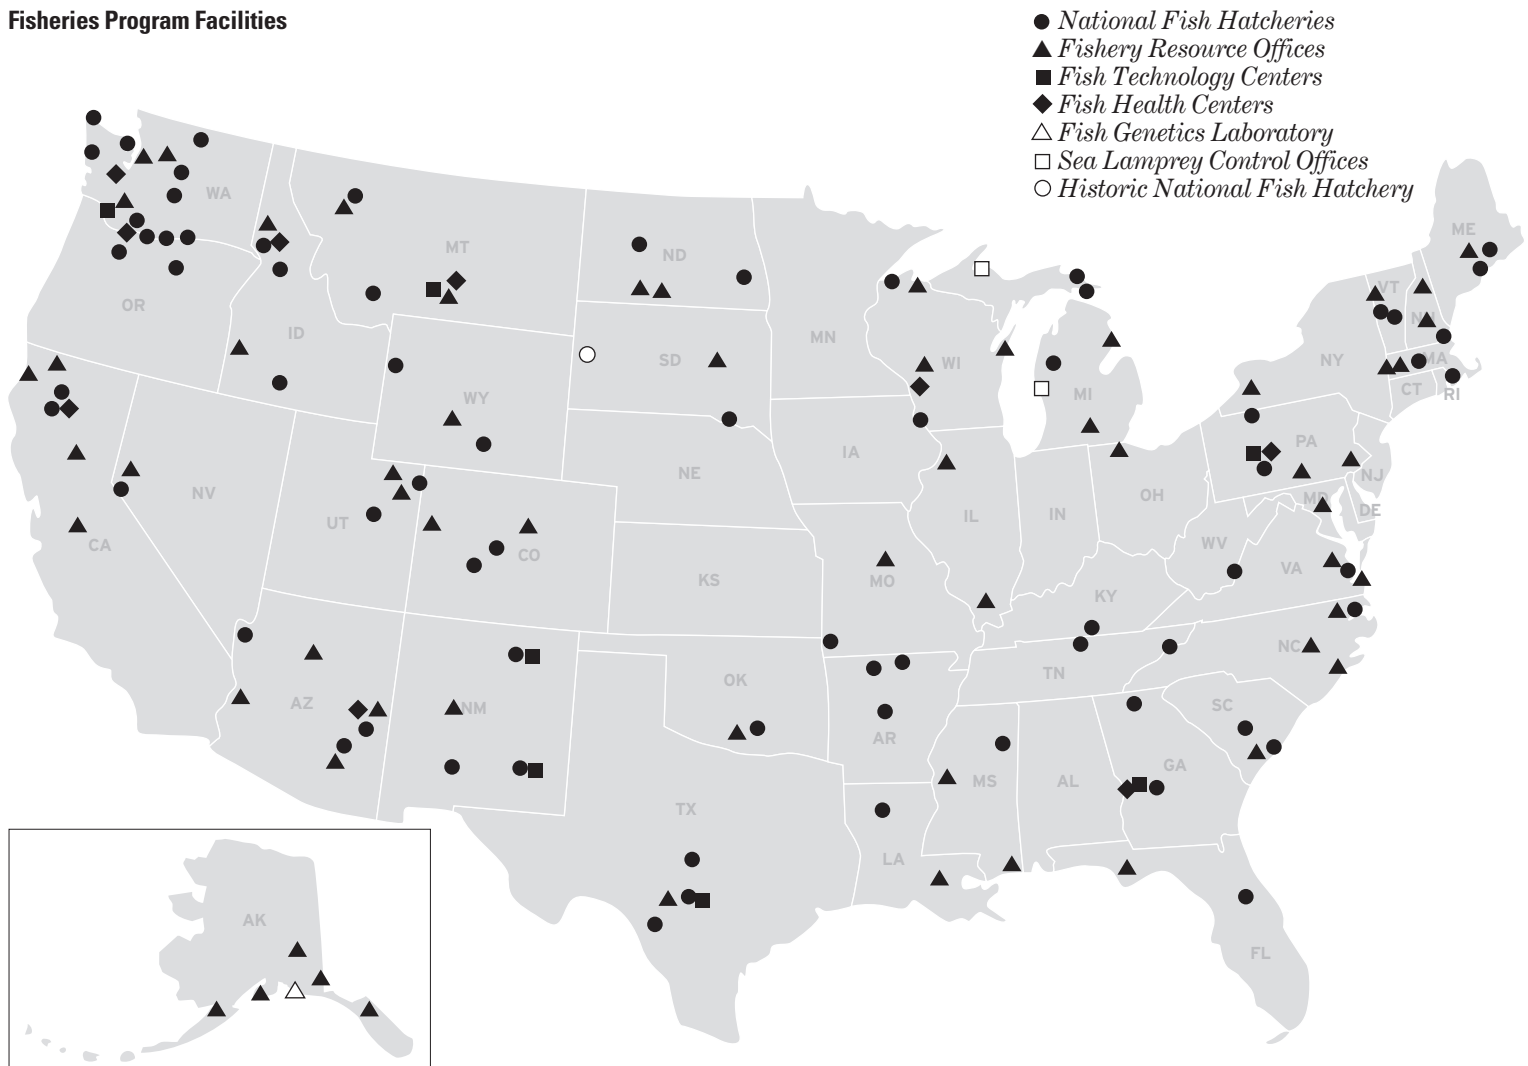 Fisheries Program Facilities
National Fish Hatcheries
Fishery Resource Offices
Fish Technology Centers
Fish Health Centers
Fish Genetics Laboratory
Sea Lamprey Control Offices
Historic National Fish Hatchery
WA
MT
ND
ME
OR
ID
SD
MN
WI
VT
NH
NY
MA
CT
RI
WY
MI
IA
NE
PA
NJ
NV
UT
CO
CA
IL
IN
OH
MD
DE
WV
VA
KS
MO
KY
NC
TN
OK
AZ
NM
AR
SC
MS
AL
GA
TX
LA
AK
FL